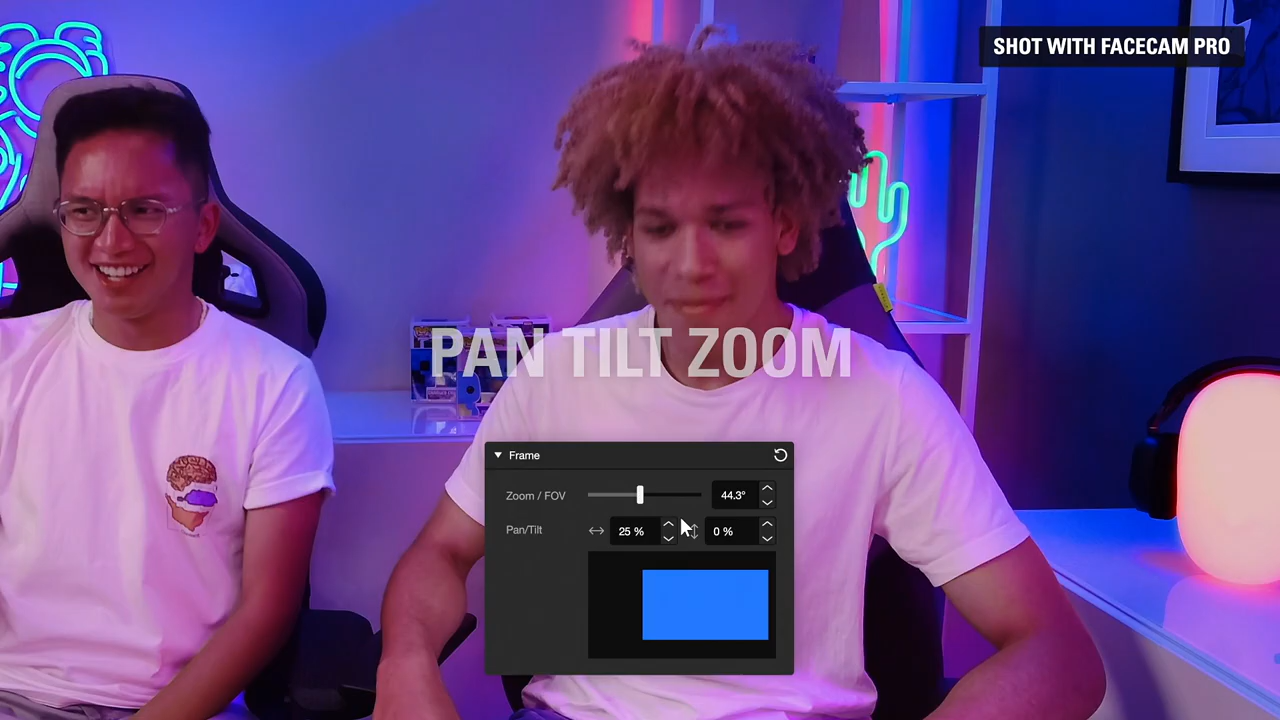 SHOT WITH FACECAM PRO
PAN TILT ZOOM
Frame
Zoom / FOV 44.3°
Pan/Tilt 25 % 0 %